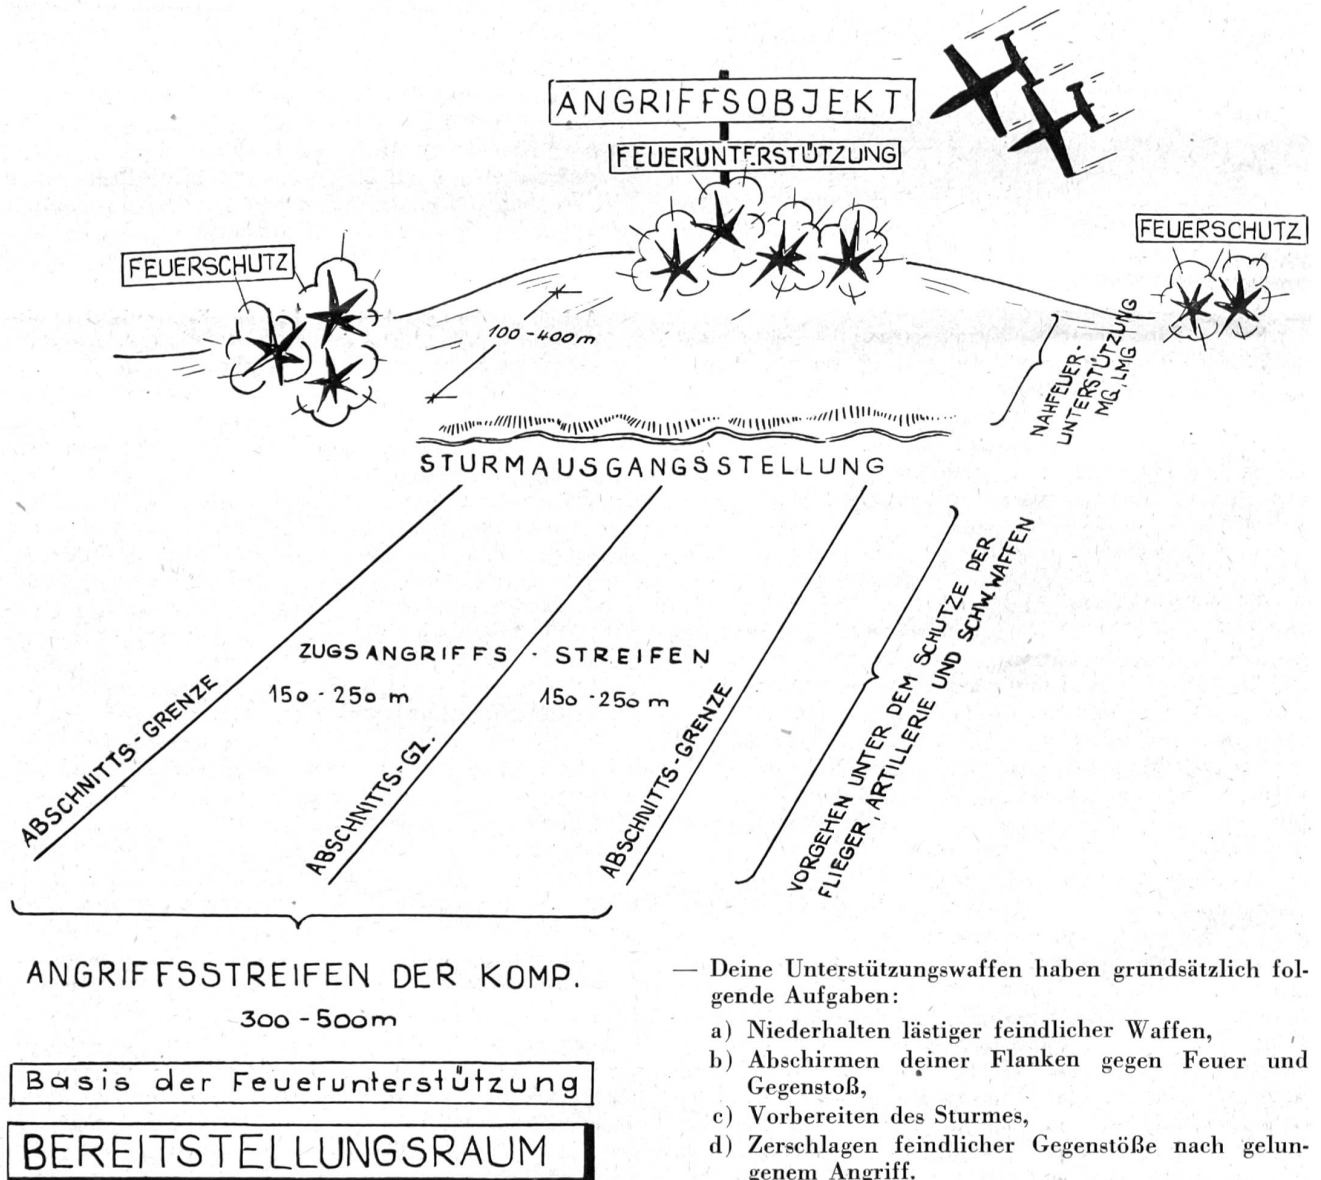 ANGRIFFSOBJEKT
FEUERUNTERSTÜTZUNG
FEUERSCHUTZ
FEUERSCHUTZ
100-400m
NAHFEUER-
UNTERSTÜTZUNG
MG, LMG
STURMAUSGANGSSTELLUNG
ZUGSANGRIFFS - STREIFEN
150-250m
150-250m
ABSCHNITTS-GRENZE
ABSCHNITTS-GZ.
ABSCHNITTS-GRENZE
VORGEHEN UNTER DEM SCHUTZE DER
FLIEGER, ARTILLERIE UND SCHW.WAFFEN
ANGRIFFSSTREIFEN DER KOMP.
300-500m
Basis der Feuerunterstützung
BEREITSTELLUNGSRAUM
— Deine Unterstützungswaffen haben grundsätzlich fol-
gende Aufgaben:
a) Niederhalten lästiger feindlicher Waffen,
b) Abschirmen deiner Flanken gegen Feuer und
Gegenstoß,
c) Vorbereiten des Sturmes,
d) Zerschlagen feindlicher Gegenstöße nach gelun-
genem Angriff.